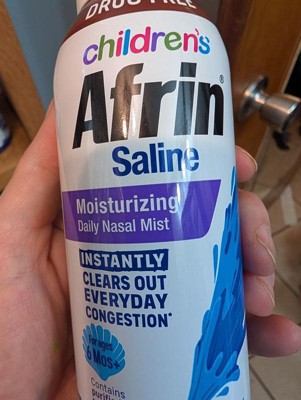 DRUG FREE
children's
Afrin®
Saline
Moisturizing
Daily Nasal Mist
INSTANTLY
CLEARS OUT
EVERYDAY
CONGESTION*
For ages
6 Mos+
Contains
purified